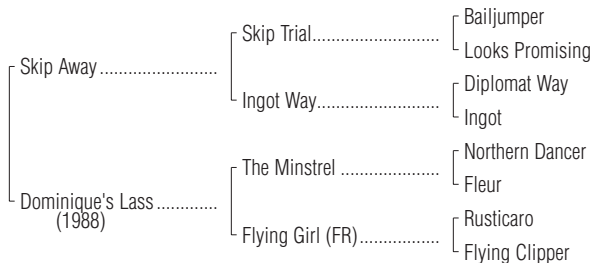 Bailjumper
Skip Trial..............................
Looks Promising
Skip Away ............................
Diplomat Way
Ingot Way.............................
Ingot
Northern Dancer
The Minstrel .......................
Fleur
Dominique's Lass ..............
(1988)
Rusticaro
Flying Girl (FR)...................
Flying Clipper